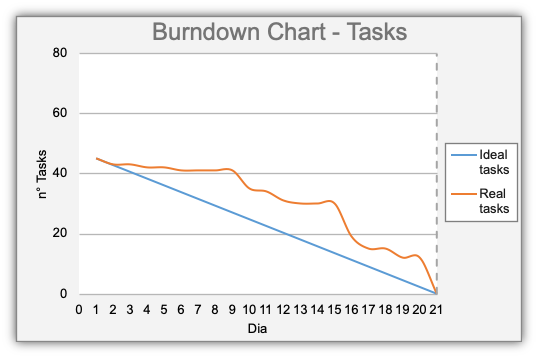 Burndown Chart - Tasks
80
60
40
20
0
n° Tasks
0 1 2 3 4 5 6 7 8 9 10 11 12 13 14 15 16 17 18 19 20 21
Dia
Ideal
tasks
Real
tasks